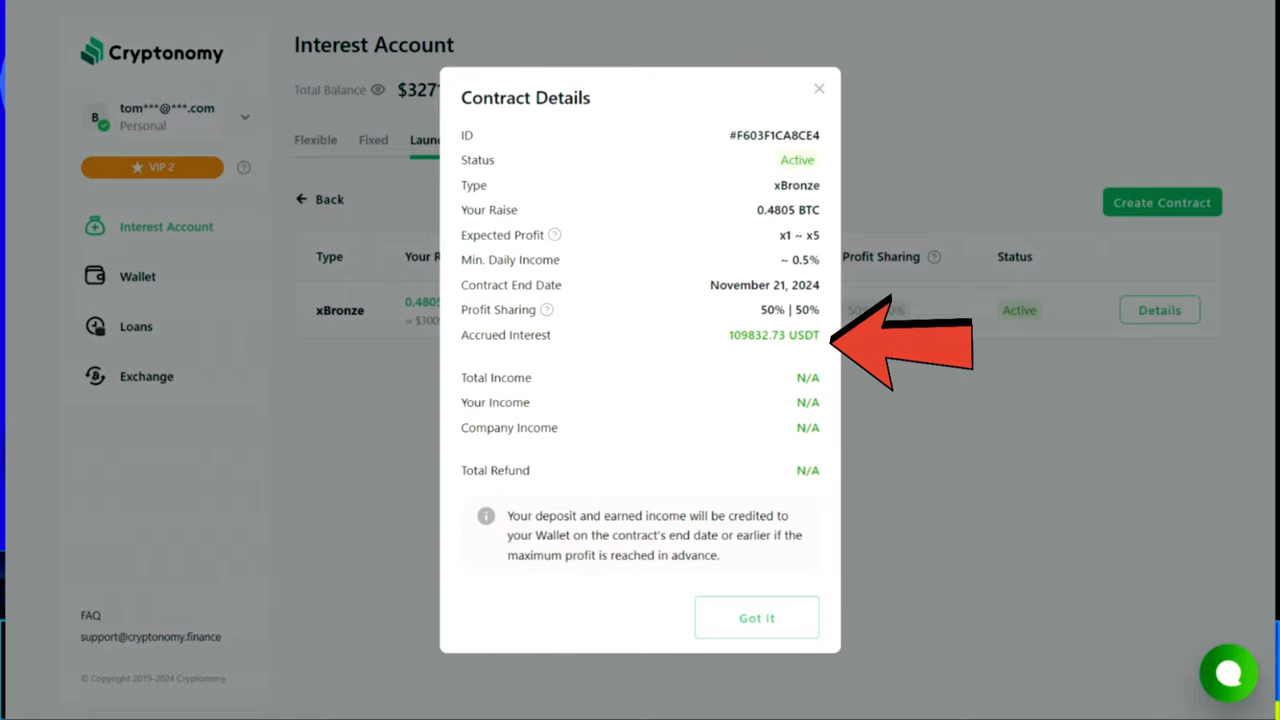 Cryptonomy
tom***@***.com
Personal
B
VIP 2
Interest Account
Wallet
Loans
Exchange
FAQ
support@cryptonomy.finance
© Copyright 2019-2024 Cryptonomy
Interest Account
Total Balance $327
Flexible Fixed
Back
Create Contract
Type Your R Profit Sharing Status
xBronze 0.480 Active Details
≈ $300
Contract Details
ID #F603F1CA8CE4
Status Active
Type xBronze
Your Raise 0.4805 BTC
Expected Profit x1 ~ x5
Min. Daily Income ~ 0.5%
Contract End Date November 21, 2024
Profit Sharing 50% | 50%
Accrued Interest 109832.73 USDT
Total Income N/A
Your Income N/A
Company Income N/A
Total Refund N/A
Your deposit and earned income will be credited to
your Wallet on the contract's end date or earlier if the
maximum profit is reached in advance.
Got It